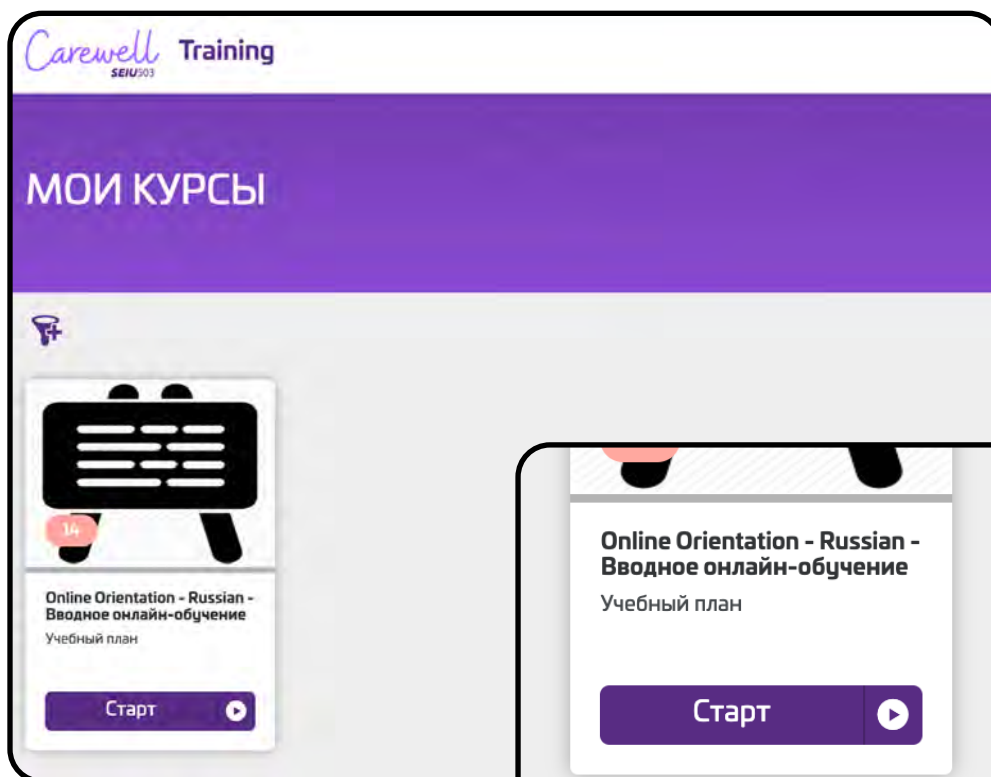 Carewell Training
SEIU503
МОИ КУРСЫ
14
Online Orientation - Russian -
Вводное онлайн-обучение
Учебный план
Старт
Online Orientation - Russian -
Вводное онлайн-обучение
Учебный план
Старт